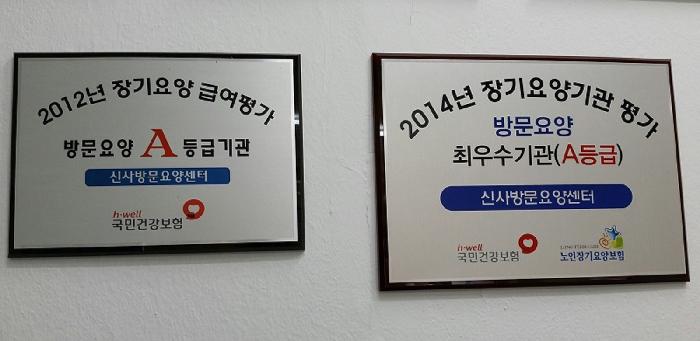 2012년 장기요양 급여평가
방문요양 A 등급기관
신사방문요양센터
h·well
국민건강보험
2014년 장기요양기관 평가
방문요양
최우수기관(A등급)
신사방문요양센터
h·well
국민건강보험
노인장기요양보험